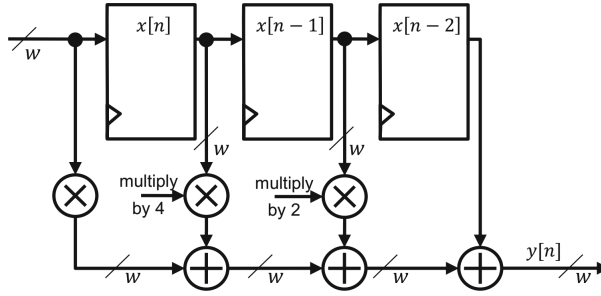 x[n]
x[n − 1]
x[n − 2]
w
w
w
multiply
by 4
multiply
by 2
y[n]
w
w
w
w